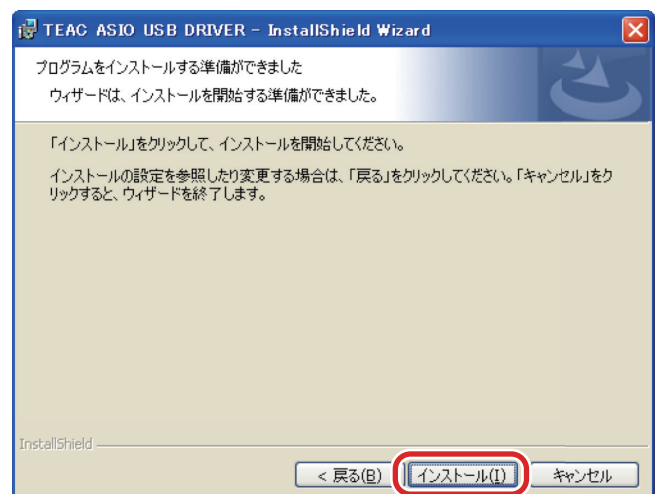 TEAC ASIO USB DRIVER - InstallShield Wizard
プログラムをインストールする準備ができました
ウィザードは、インストールを開始する準備ができました。
「インストール」をクリックして、インストールを開始してください。
インストールの設定を参照したり変更する場合は、「戻る」をクリックしてください。「キャンセル」をク
リックすると、ウィザードを終了します。
InstallShield
< 戻る(B) インストール(I) キャンセル